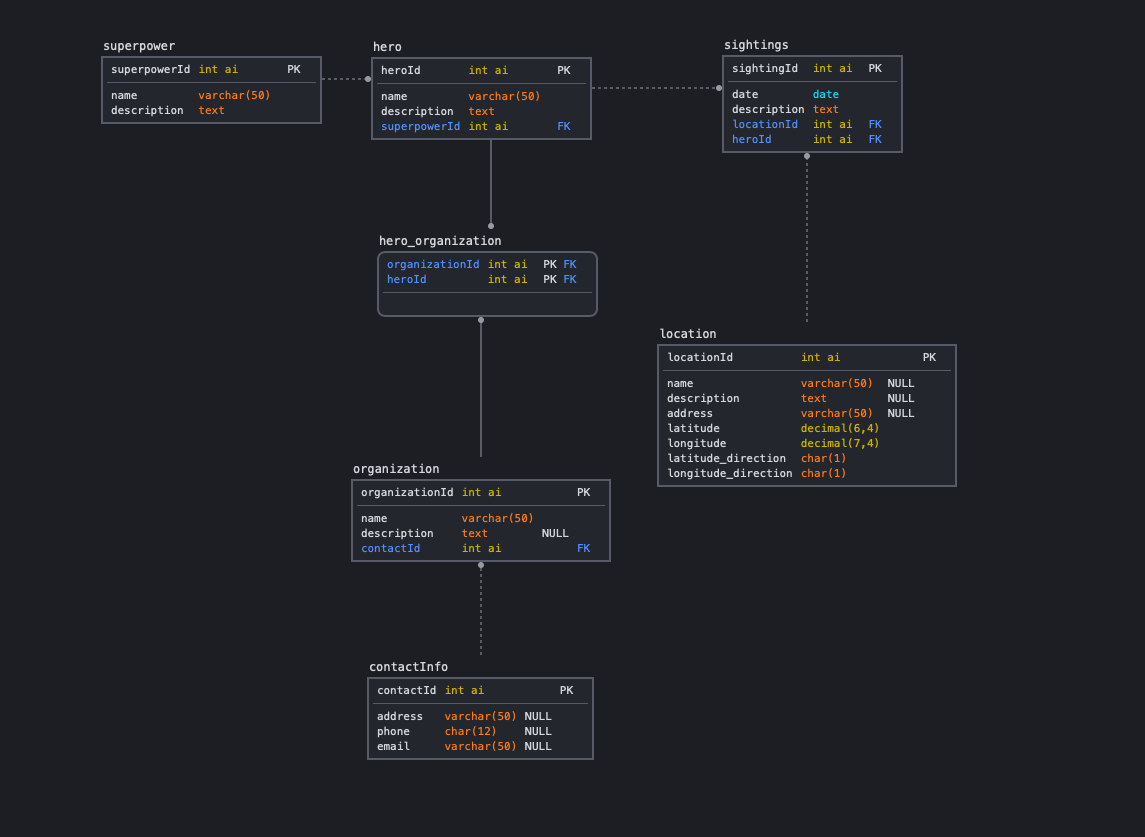 superpower
superpowerId int ai PK
name varchar(50)
description text
hero
heroId int ai PK
name varchar(50)
description text
superpowerId int ai FK
sightings
sightingId int ai PK
date date
description text
locationId int ai FK
heroId int ai FK
hero_organization
organizationId int ai PK FK
heroId int ai PK FK
location
locationId int ai PK
name varchar(50) NULL
description text NULL
address varchar(50) NULL
latitude decimal(6,4)
longitude decimal(7,4)
latitude_direction char(1)
longitude_direction char(1)
organization
organizationId int ai PK
name varchar(50)
description text NULL
contactId int ai FK
contactInfo
contactId int ai PK
address varchar(50) NULL
phone char(12) NULL
email varchar(50) NULL